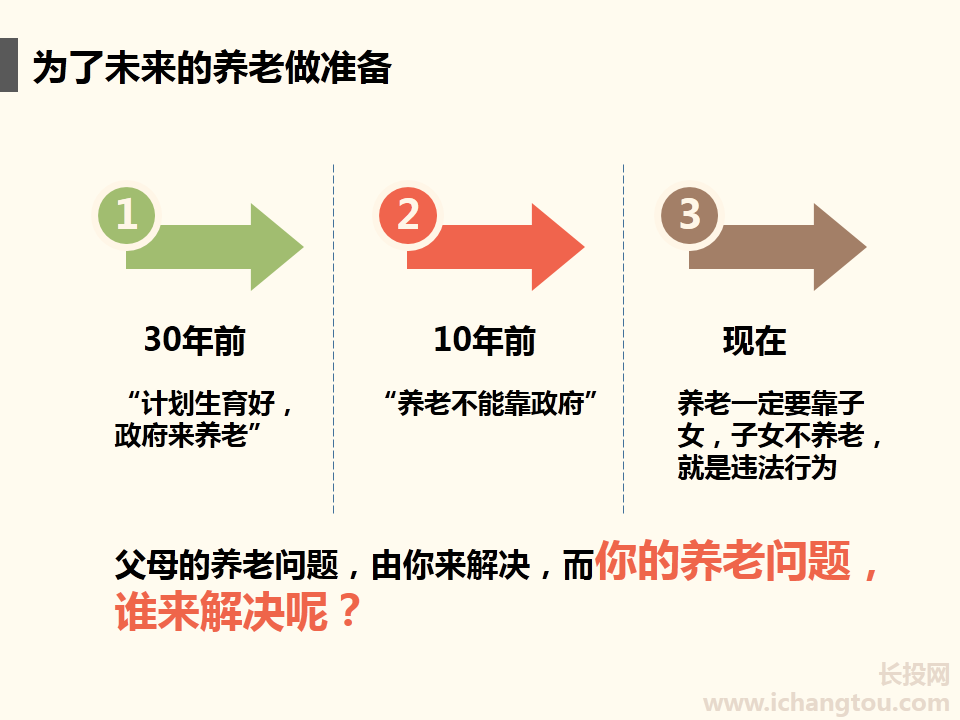 为了未来的养老做准备
1
2
3
30年前
10年前
现在
“计划生育好，
政府来养老”
“养老不能靠政府”
养老一定要靠子
女，子女不养老，
就是违法行为
父母的养老问题，由你来解决，而你的养老问题，
谁来解决呢？
长投网
www.ichangtou.com